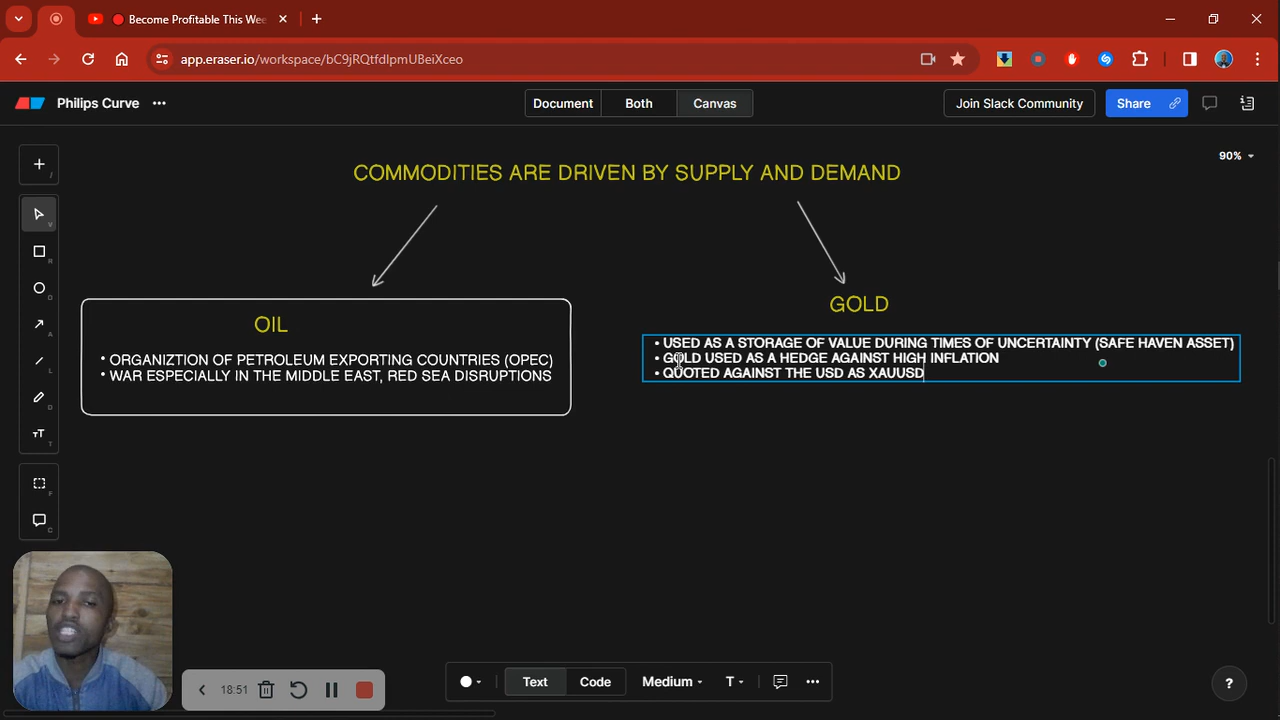 Become Profitable This Wee
app.eraser.io/workspace/bC9jRQtfdIpmUBeiXceo
Philips Curve
Document
Both
Canvas
Join Slack Community
Share
90%
COMMODITIES ARE DRIVEN BY SUPPLY AND DEMAND
OIL
• ORGANIZTION OF PETROLEUM EXPORTING COUNTRIES (OPEC)
• WAR ESPECIALLY IN THE MIDDLE EAST, RED SEA DISRUPTIONS
GOLD
• USED AS A STORAGE OF VALUE DURING TIMES OF UNCERTAINTY (SAFE HAVEN ASSET)
• GOLD USED AS A HEDGE AGAINST HIGH INFLATION
• QUOTED AGAINST THE USD AS XAUUSD
18:51
Text
Code
Medium
T
?